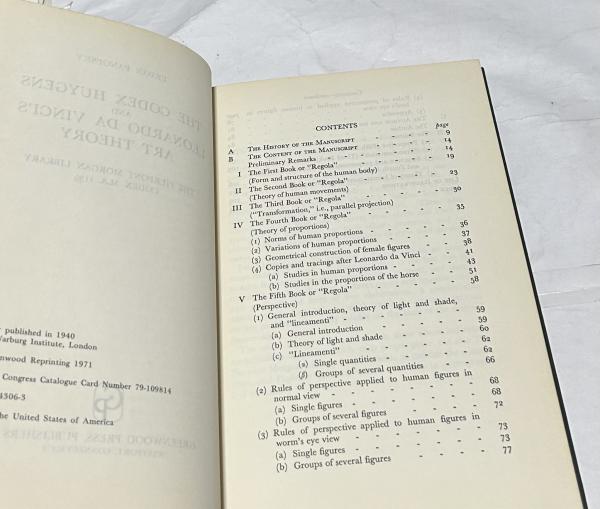 published in 1940
arburg Institute, London
nwood Reprinting 1971
Congress Catalogue Card Number 79-109814
4306-3
he United States of America
CONTENTS
page
A The History of the Manuscript - - - 9
B The Content of the Manuscript - - - 14
Preliminary Remarks - - - - 14
I The First Book or "Regola" - - - 19
(Form and structure of the human body)
II The Second Book or "Regola" - - - 23
(Theory of human movements)
III The Third Book or "Regola" - - - 30
("Transformation," i.e., parallel projection)
IV The Fourth Book or "Regola" - - - 35
(Theory of proportions)
(1) Norms of human proportions - - - 36
(2) Variations of human proportions - - - 37
(3) Geometrical construction of female figures - 38
(4) Copies and tracings after Leonardo da Vinci - - 41
(a) Studies in human proportions - - - 43
(b) Studies in the proportions of the horse - - 51
V The Fifth Book or "Regola" - - - 58
(Perspective)
(1) General introduction, theory of light and shade,
and "lineamenti" - - - - 59
(a) General introduction - - - 59
(b) Theory of light and shade - - - 60
(c) "Lineamenti" - - - - 62
(α) Single quantities - - - 62
(β) Groups of several quantities - - 66
(2) Rules of perspective applied to human figures in
normal view - - - - - 68
(a) Single figures - - - - 68
(b) Groups of several figures - - - 72
(3) Rules of perspective applied to human figures in
worm's eye view - - - - 73
(a) Single figures - - - - 73
(b) Groups of several figures - - - 77